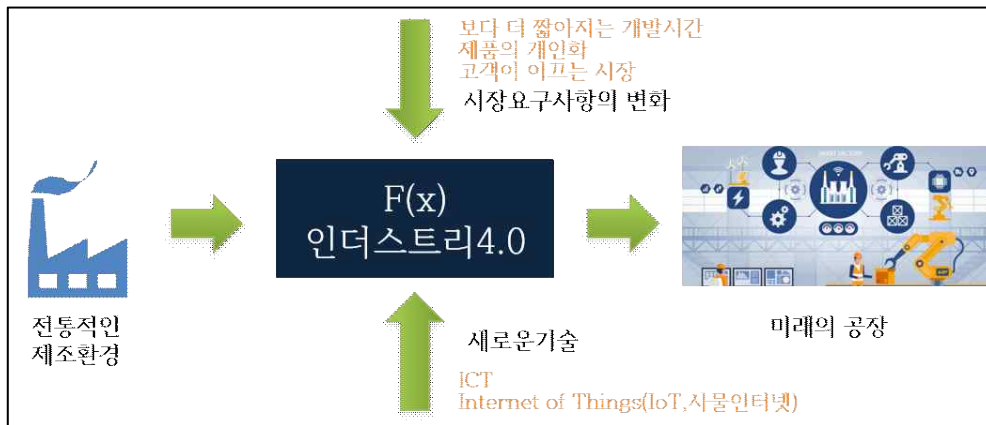 보다 더 짧아지는 개발시간
제품의 개인화
고객이 이끄는 시장
시장요구사항의 변화
F(x)
인더스트리4.0
전통적인
제조환경
미래의 공장
새로운기술
ICT
Internet of Things(IoT,사물인터넷)